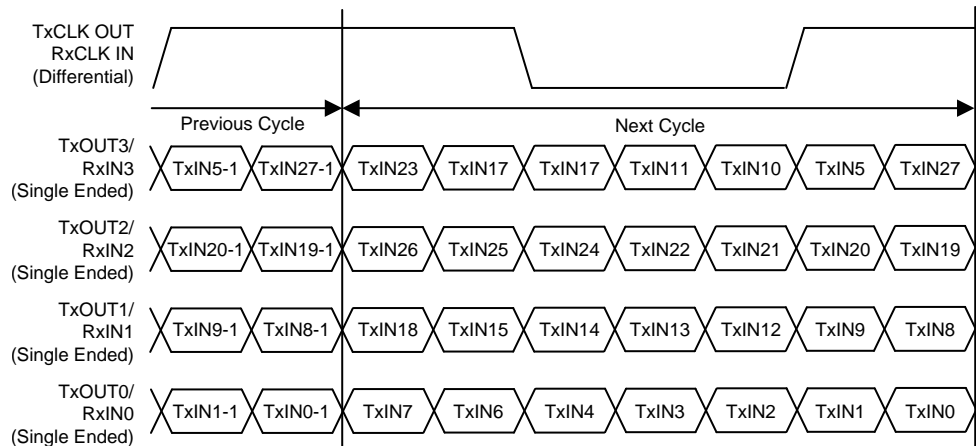 TxCLK OUT
RxCLK IN
(Differential)
Previous Cycle
Next Cycle
TxOUT3/
RxIN3
(Single Ended)
TxIN5-1 TxIN27-1 TxIN23 TxIN17 TxIN17 TxIN11 TxIN10 TxIN5 TxIN27
TxOUT2/
RxIN2
(Single Ended)
TxIN20-1 TxIN19-1 TxIN26 TxIN25 TxIN24 TxIN22 TxIN21 TxIN20 TxIN19
TxOUT1/
RxIN1
(Single Ended)
TxIN9-1 TxIN8-1 TxIN18 TxIN15 TxIN14 TxIN13 TxIN12 TxIN9 TxIN8
TxOUT0/
RxIN0
(Single Ended)
TxIN1-1 TxIN0-1 TxIN7 TxIN6 TxIN4 TxIN3 TxIN2 TxIN1 TxIN0